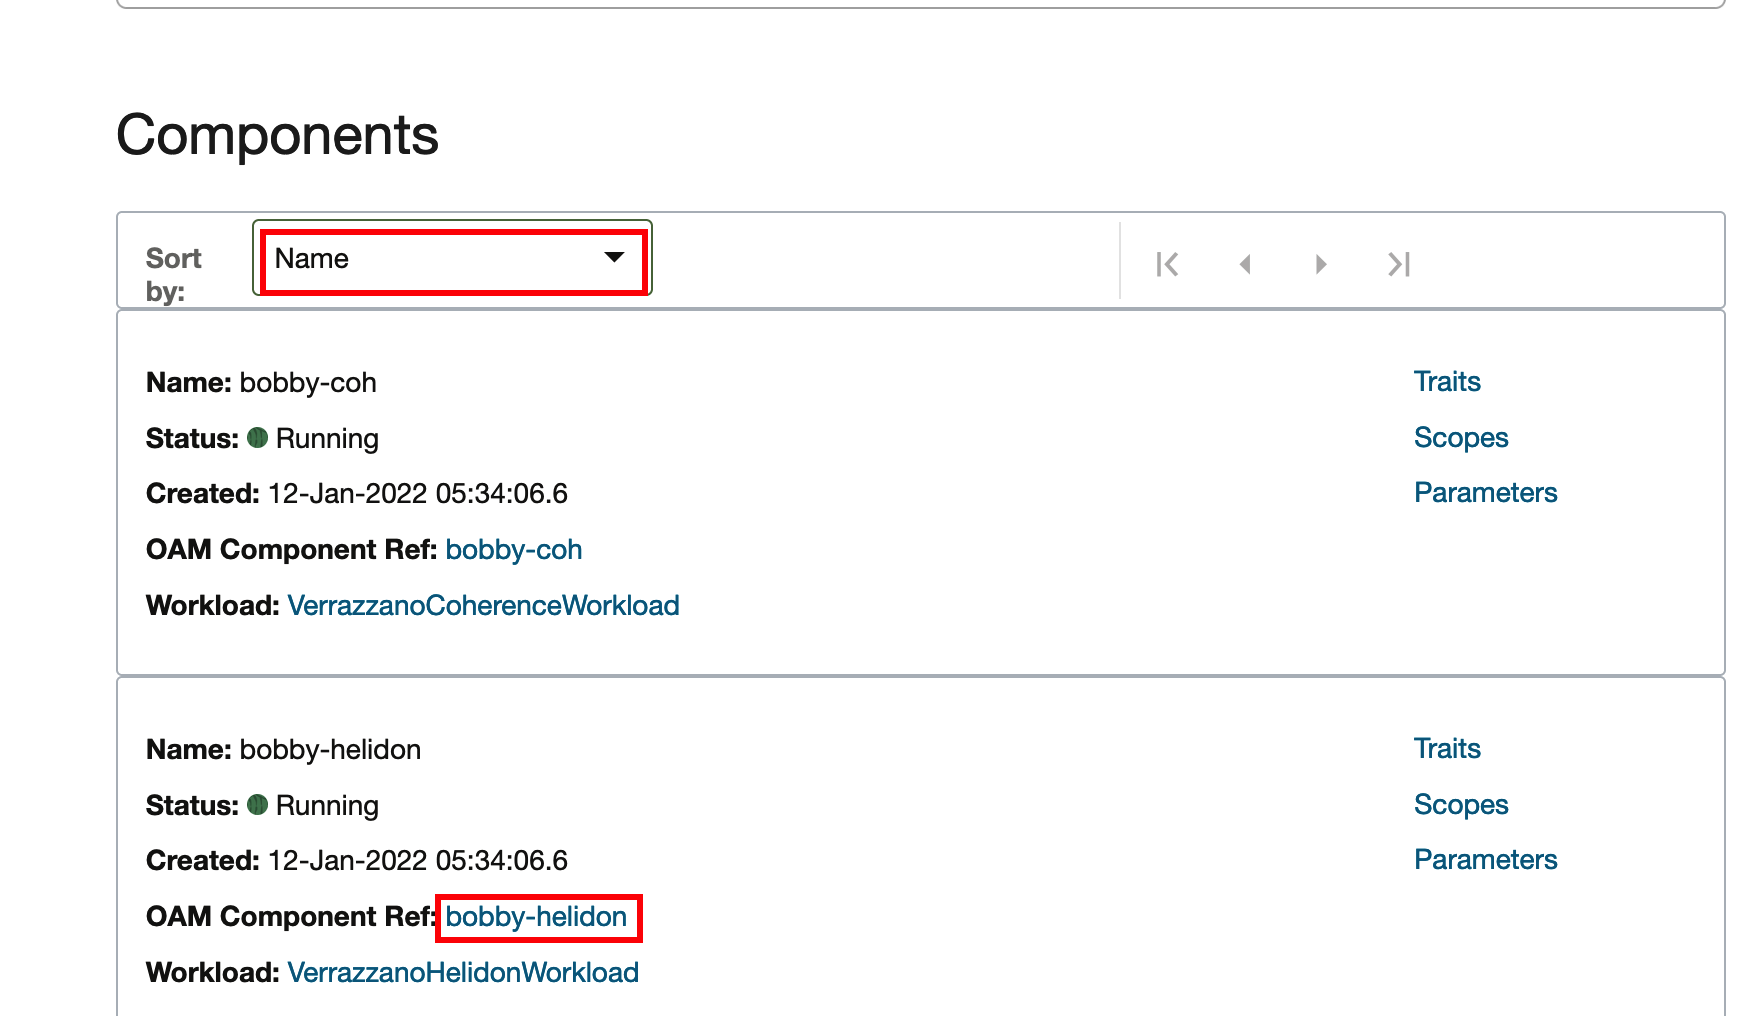 Components
Sort by:
Name
Name: bobby-coh
Traits
Status: Running
Scopes
Created: 12-Jan-2022 05:34:06.6
Parameters
OAM Component Ref: bobby-coh
Workload: VerrazzanoCoherenceWorkload
Name: bobby-helidon
Traits
Status: Running
Scopes
Created: 12-Jan-2022 05:34:06.6
Parameters
OAM Component Ref: bobby-helidon
Workload: VerrazzanoHelidonWorkload